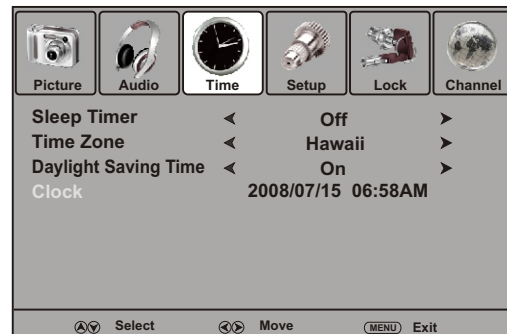 Picture Audio Time Setup Lock Channel
Sleep Timer Off
Time Zone Hawaii
Daylight Saving Time On
Clock 2008/07/15 06:58AM
Select Move MENU Exit